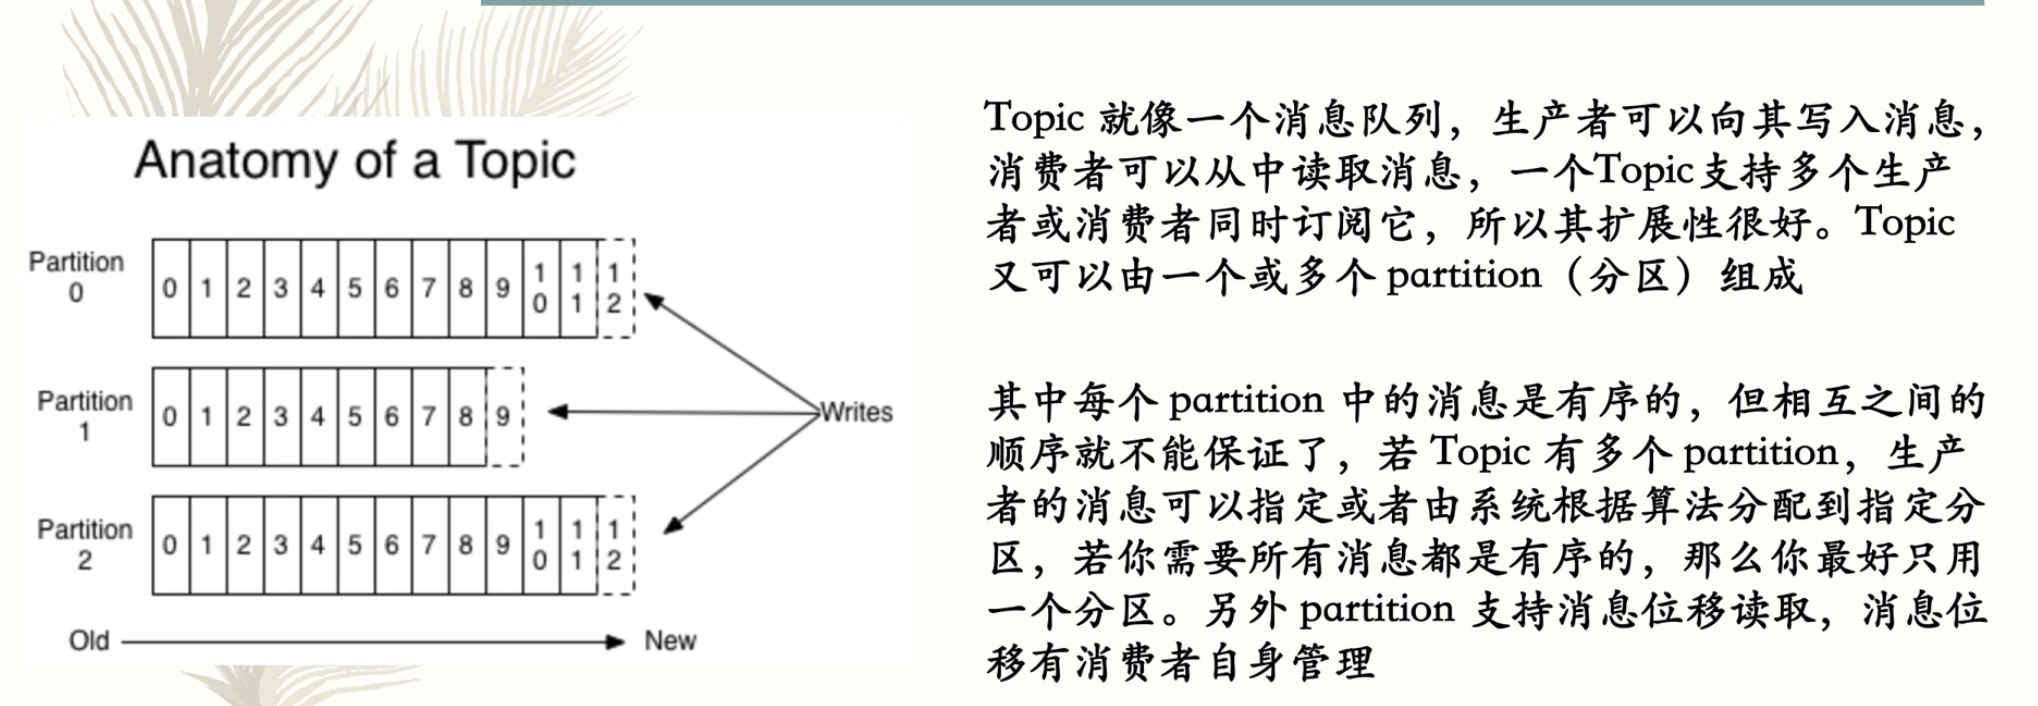 Anatomy of a Topic
Partition
0
0 1 2 3 4 5 6 7 8 9 10 11 12
Partition
1
0 1 2 3 4 5 6 7 8 9
Writes
Partition
2
0 1 2 3 4 5 6 7 8 9 10 11 12
Old New
Topic 就像一个消息队列，生产者可以向其写入消息，
消费者可以从中读取消息，一个Topic支持多个生产
者或消费者同时订阅它，所以其扩展性很好。Topic
又可以由一个或多个 partition（分区）组成
其中每个 partition 中的消息是有序的，但相互之间的
顺序就不能保证了，若 Topic 有多个 partition，生产
者的消息可以指定或者由系统根据算法分配到指定分
区，若你需要所有消息都是有序的，那么你最好只用
一个分区。另外 partition 支持消息位移读取，消息位
移有消费者自身管理